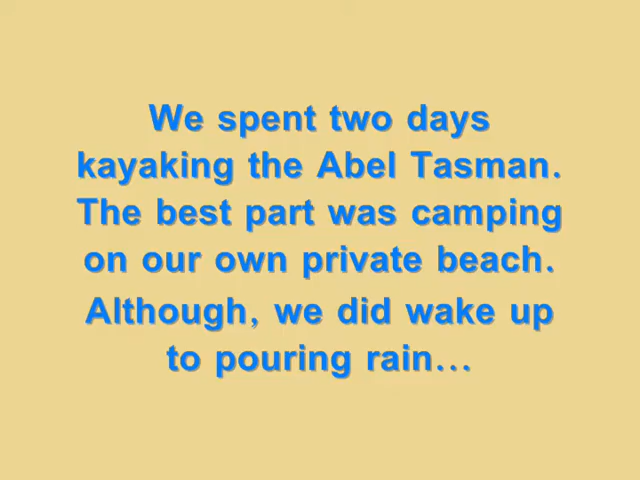 We spent two days
kayaking the Abel Tasman.
The best part was camping
on our own private beach.
Although, we did wake up
to pouring rain...